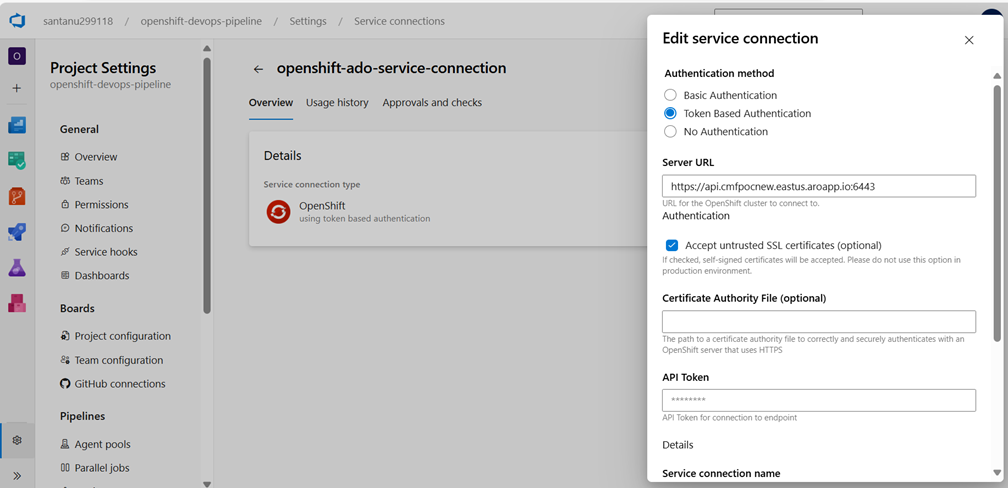 santanu299118 / openshift-devops-pipeline / Settings / Service connections
O
Project Settings
openshift-devops-pipeline
General
Overview
Teams
Permissions
Notifications
Service hooks
Dashboards
Boards
Project configuration
Team configuration
GitHub connections
Pipelines
Agent pools
Parallel jobs
openshift-ado-service-connection
Overview Usage history Approvals and checks
Details
Service connection type
OpenShift
using token based authentication
Edit service connection
Authentication method
Basic Authentication
Token Based Authentication
No Authentication
Server URL
https://api.cmfpocnew.eastus.aroapp.io:6443
URL for the OpenShift cluster to connect to.
Authentication
Accept untrusted SSL certificates (optional)
If checked, self-signed certificates will be accepted. Please do not use this option in
production environment.
Certificate Authority File (optional)
The path to a certificate authority file to correctly and securely authenticates with an
OpenShift server that uses HTTPS
API Token
********
API Token for connection to endpoint
Details
Service connection name